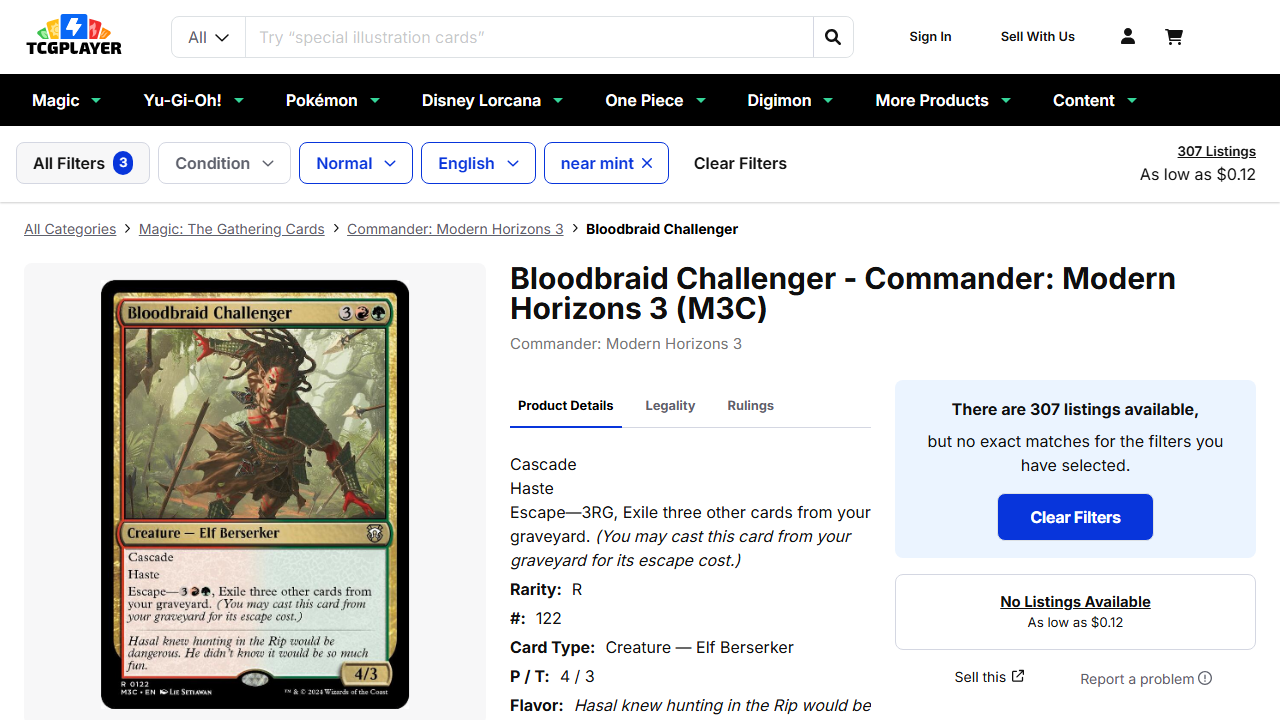 TCGPLAYER
All
Try “special illustration cards”
Sign In
Sell With Us
Magic
Yu-Gi-Oh!
Pokémon
Disney Lorcana
One Piece
Digimon
More Products
Content
All Filters 3
Condition
Normal
English
near mint
Clear Filters
307 Listings
As low as $0.12
All Categories
Magic: The Gathering Cards
Commander: Modern Horizons 3
Bloodbraid Challenger
Bloodbraid Challenger 3
Creature — Elf Berserker
Cascade
Haste
Escape—3, Exile three other cards from
your graveyard. (You may cast this card from
your graveyard for its escape cost.)
Hasal knew hunting in the Rip would be
dangerous. He didn't know it would be so much
fun.
4/3
R 0122
M3C • EN Lie Setiawan
™ & © 2024 Wizards of the Coast
Bloodbraid Challenger - Commander: Modern
Horizons 3 (M3C)
Commander: Modern Horizons 3
Product Details
Legality
Rulings
Cascade
Haste
Escape—3RG, Exile three other cards from your
graveyard. (You may cast this card from your
graveyard for its escape cost.)
Rarity: R
#: 122
Card Type: Creature — Elf Berserker
P / T: 4 / 3
Flavor: Hasal knew hunting in the Rip would be
There are 307 listings available,
but no exact matches for the filters you
have selected.
Clear Filters
No Listings Available
As low as $0.12
Sell this
Report a problem